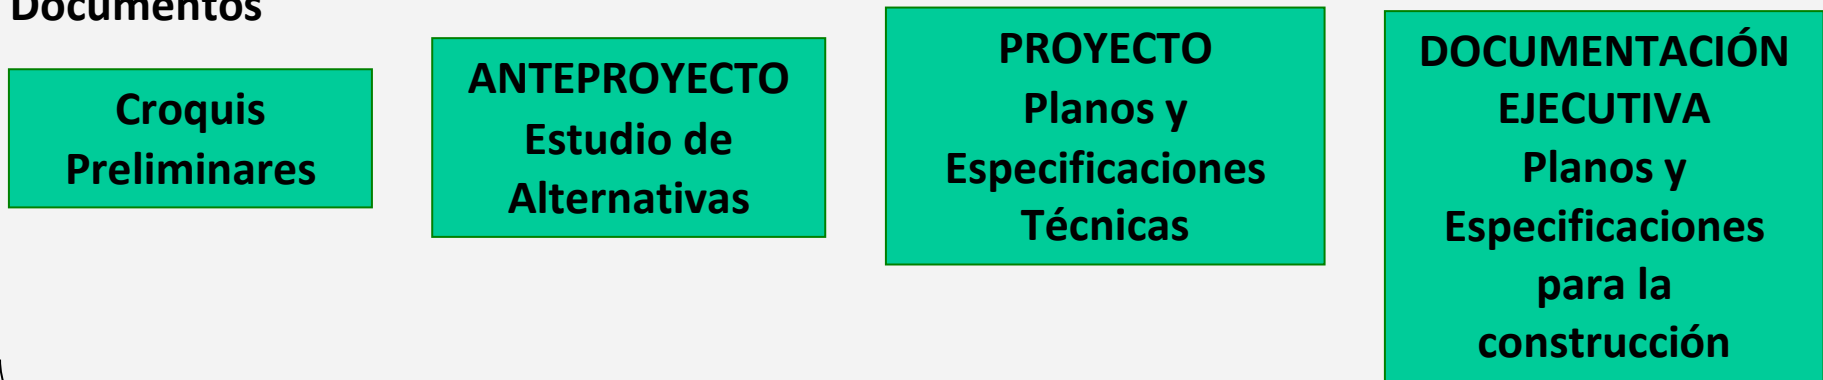 Documentos
Croquis
Preliminares
ANTEPROYECTO
Estudio de
Alternativas
PROYECTO
Planos y
Especificaciones
Técnicas
DOCUMENTACIÓN
EJECUTIVA
Planos y
Especificaciones
para la
construcción